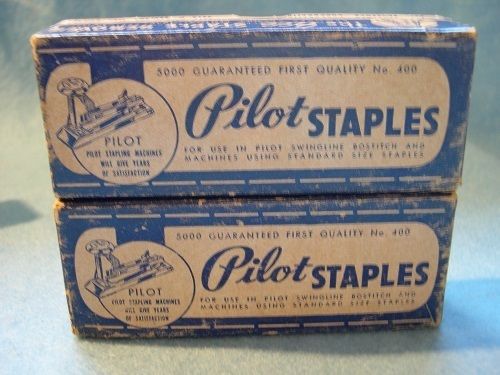 5000 GUARANTEED FIRST QUALITY No. 400
Pilot STAPLES
FOR USE IN PILOT SWINGLINE BOSTITCH AND
MACHINES USING STANDARD SIZE STAPLES
PILOT
PILOT STAPLING MACHINES
WILL GIVE YEARS
OF SATISFACTION
5000 GUARANTEED FIRST QUALITY No. 400
Pilot STAPLES
FOR USE IN PILOT SWINGLINE BOSTITCH AND
MACHINES USING STANDARD SIZE STAPLES
PILOT
PILOT STAPLING MACHINES
WILL GIVE YEARS
OF SATISFACTION